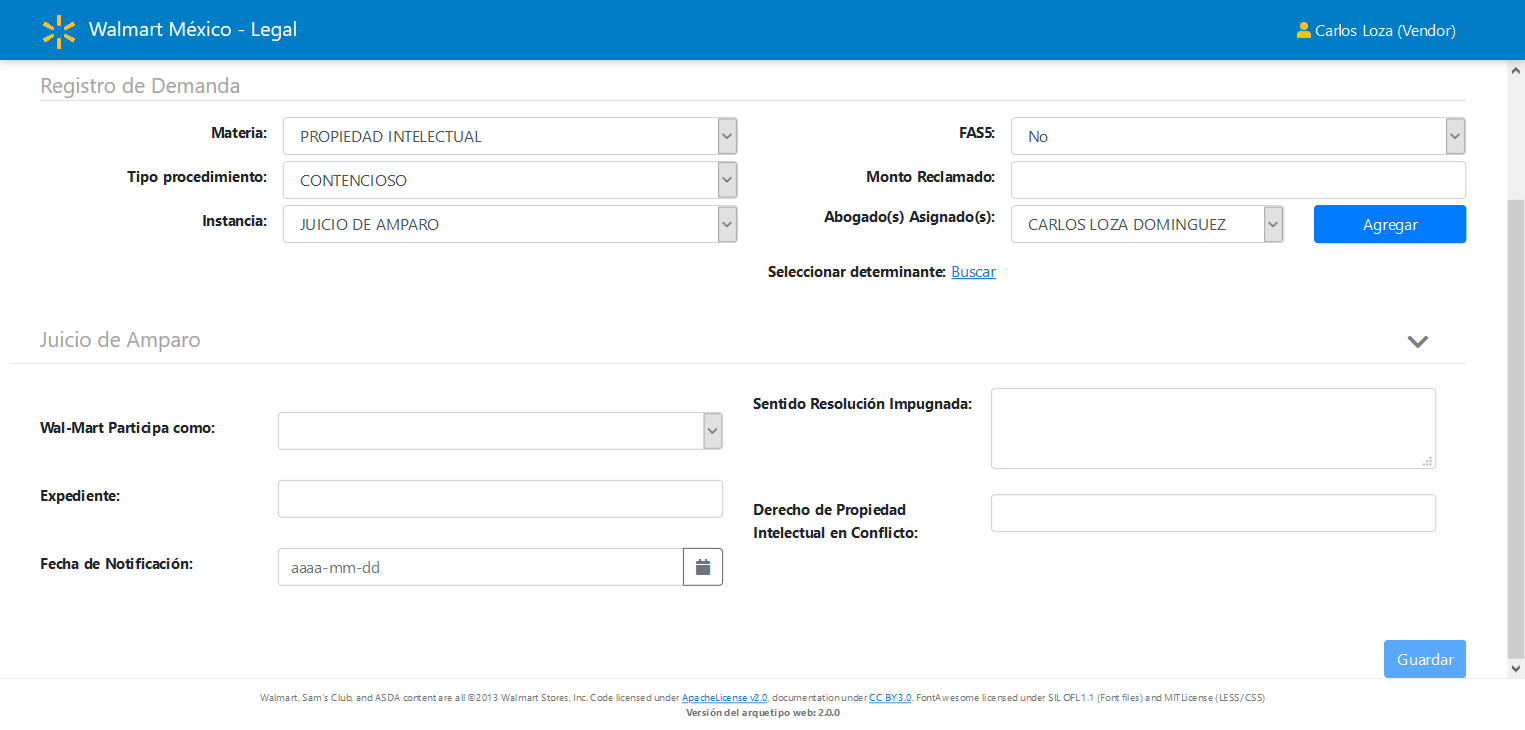 Walmart México - Legal
Carlos Loza (Vendor)
Registro de Demanda
Materia:
PROPIEDAD INTELECTUAL
FAS5:
No
Tipo procedimiento:
CONTENCIOSO
Monto Reclamado:
Instancia:
JUICIO DE AMPARO
Abogado(s) Asignado(s):
CARLOS LOZA DOMINGUEZ
Agregar
Seleccionar determinante: Buscar
Juicio de Amparo
Wal-Mart Participa como:
Sentido Resolución Impugnada:
Expediente:
Derecho de Propiedad
Intelectual en Conflicto:
Fecha de Notificación:
aaaa-mm-dd
Guardar
Walmart, Sam's Club, and ASDA content are all ©2013 Walmart Stores, Inc. Code licensed under ApacheLicense v2.0, documentation under CC BY3.0. FontAwesome licensed under SIL OFL 1.1 (Font files) and MIT License (LESS/CSS)
Versión del arquetipo web: 2.0.0